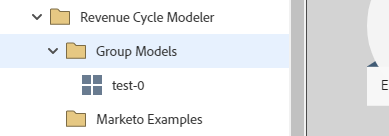 Revenue Cycle Modeler
Group Models
test-0
Marketo Examples
E